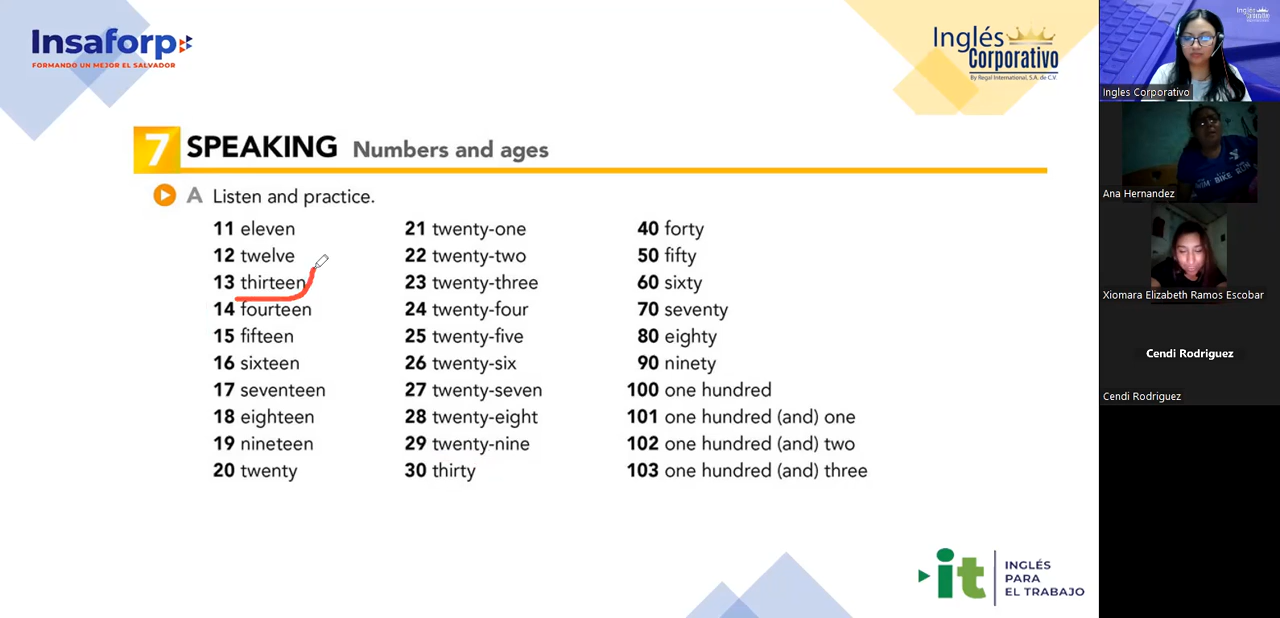 Insaforp
FORMANDO UN MEJOR EL SALVADOR
Inglés
Corporativo
By Regal International, S.A. de C.V.
7 SPEAKING Numbers and ages
A Listen and practice.
11 eleven
12 twelve
13 thirteen
14 fourteen
15 fifteen
16 sixteen
17 seventeen
18 eighteen
19 nineteen
20 twenty
21 twenty-one
22 twenty-two
23 twenty-three
24 twenty-four
25 twenty-five
26 twenty-six
27 twenty-seven
28 twenty-eight
29 twenty-nine
30 thirty
40 forty
50 fifty
60 sixty
70 seventy
80 eighty
90 ninety
100 one hundred
101 one hundred (and) one
102 one hundred (and) two
103 one hundred (and) three
it
INGLÉS
PARA
EL TRABAJO
Inglés
Ingles Corporativo
Ana Hernandez
Xiomara Elizabeth Ramos Escobar
Cendi Rodriguez
Cendi Rodriguez